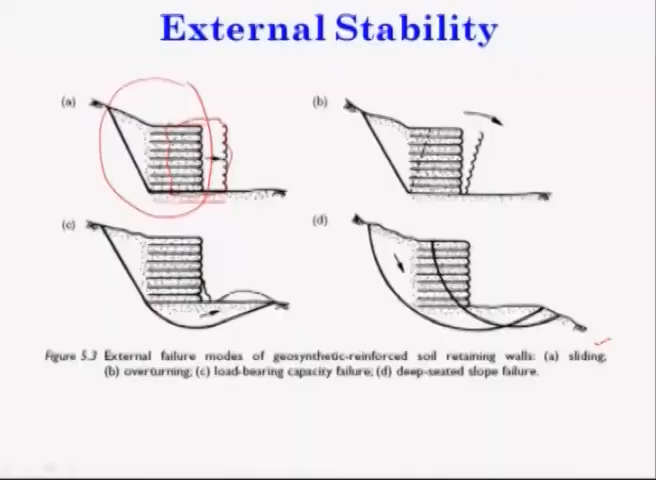 External Stability
(a)
(b)
(c)
(d)
Figure 5.3 External failure modes of geosynthetic-reinforced soil retaining walls: (a) sliding;
(b) overturning; (c) load-bearing capacity failure; (d) deep-seated slope failure.